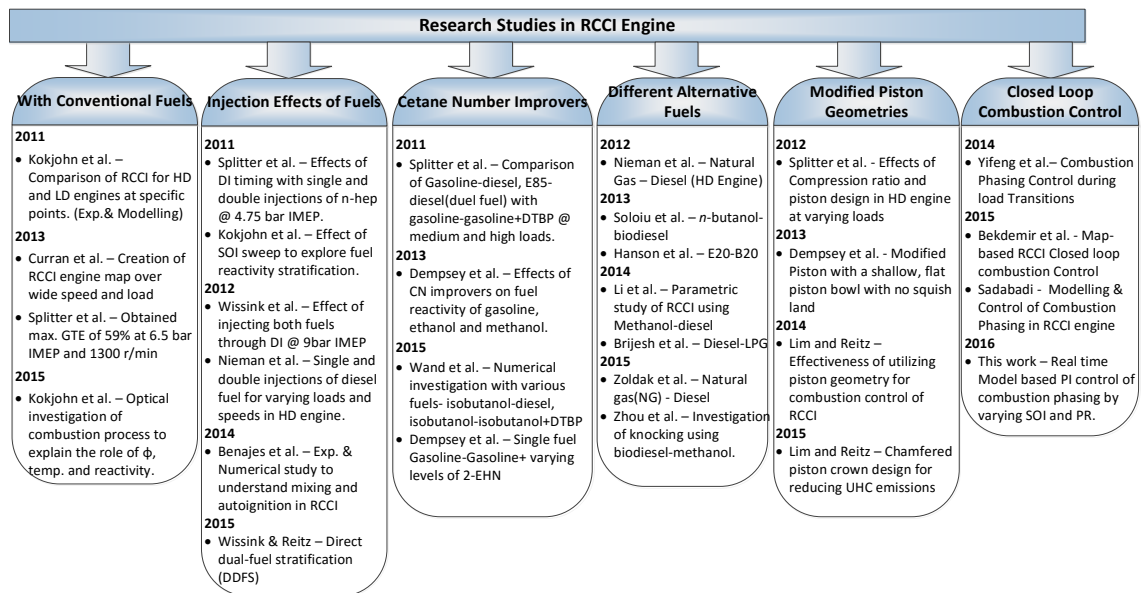 Research Studies in RCCI Engine
With Conventional Fuels
2011
• Kokjohn et al. –
Comparison of RCCI for HD
and LD engines at specific
points. (Exp.& Modelling)
2013
• Curran et al. – Creation of
RCCI engine map over
wide speed and load
• Splitter et al. – Obtained
max. GTE of 59% at 6.5 bar
IMEP and 1300 r/min
2015
• Kokjohn et al. – Optical
investigation of
combustion process to
explain the role of ϕ,
temp. and reactivity.
Injection Effects of Fuels
2011
• Splitter et al. – Effects of
DI timing with single and
double injections of n-hep
@ 4.75 bar IMEP.
• Kokjohn et al. – Effect of
SOI sweep to explore fuel
reactivity stratification.
2012
• Wissink et al. – Effect of
injecting both fuels
through DI @ 9bar IMEP
• Nieman et al. – Single and
double injections of diesel
fuel for varying loads and
speeds in HD engine.
2014
• Benajes et al. – Exp. &
Numerical study to
understand mixing and
autoignition in RCCI
2015
• Wissink & Reitz – Direct
dual-fuel stratification
(DDFS)
Cetane Number Improvers
2011
• Splitter et al. – Comparison
of Gasoline-diesel, E85-
diesel(duel fuel) with
gasoline-gasoline+DTBP @
medium and high loads.
2013
• Dempsey et al. – Effects of
CN improvers on fuel
reactivity of gasoline,
ethanol and methanol.
2015
• Wand et al. – Numerical
investigation with various
fuels- isobutanol-diesel,
isobutanol-isobutanol+DTBP
• Dempsey et al. – Single fuel
Gasoline-Gasoline+ varying
levels of 2-EHN
Different Alternative
Fuels
2012
• Nieman et al. – Natural
Gas – Diesel (HD Engine)
2013
• Soloiu et al. – n-butanol-
biodiesel
• Hanson et al. – E20-B20
2014
• Li et al. – Parametric
study of RCCI using
Methanol-diesel
• Brijesh et al. – Diesel-LPG
2015
• Zoldak et al. – Natural
gas(NG) - Diesel
• Zhou et al. – Investigation
of knocking using
biodiesel-methanol.
Modified Piston
Geometries
2012
• Splitter et al. - Effects of
Compression ratio and
piston design in HD engine
at varying loads
2013
• Dempsey et al. - Modified
Piston with a shallow, flat
piston bowl with no squish
land
2014
• Lim and Reitz –
Effectiveness of utilizing
piston geometry for
combustion control of
RCCI
2015
• Lim and Reitz – Chamfered
piston crown design for
reducing UHC emissions
Closed Loop
Combustion Control
2014
• Yifeng et al.– Combustion
Phasing Control during
load Transitions
2015
• Bekdemir et al. - Map-
based RCCI Closed loop
combustion Control
• Sadabadi - Modelling &
Control of Combustion
Phasing in RCCI engine
2016
• This work – Real time
Model based PI control of
combustion phasing by
varying SOI and PR.